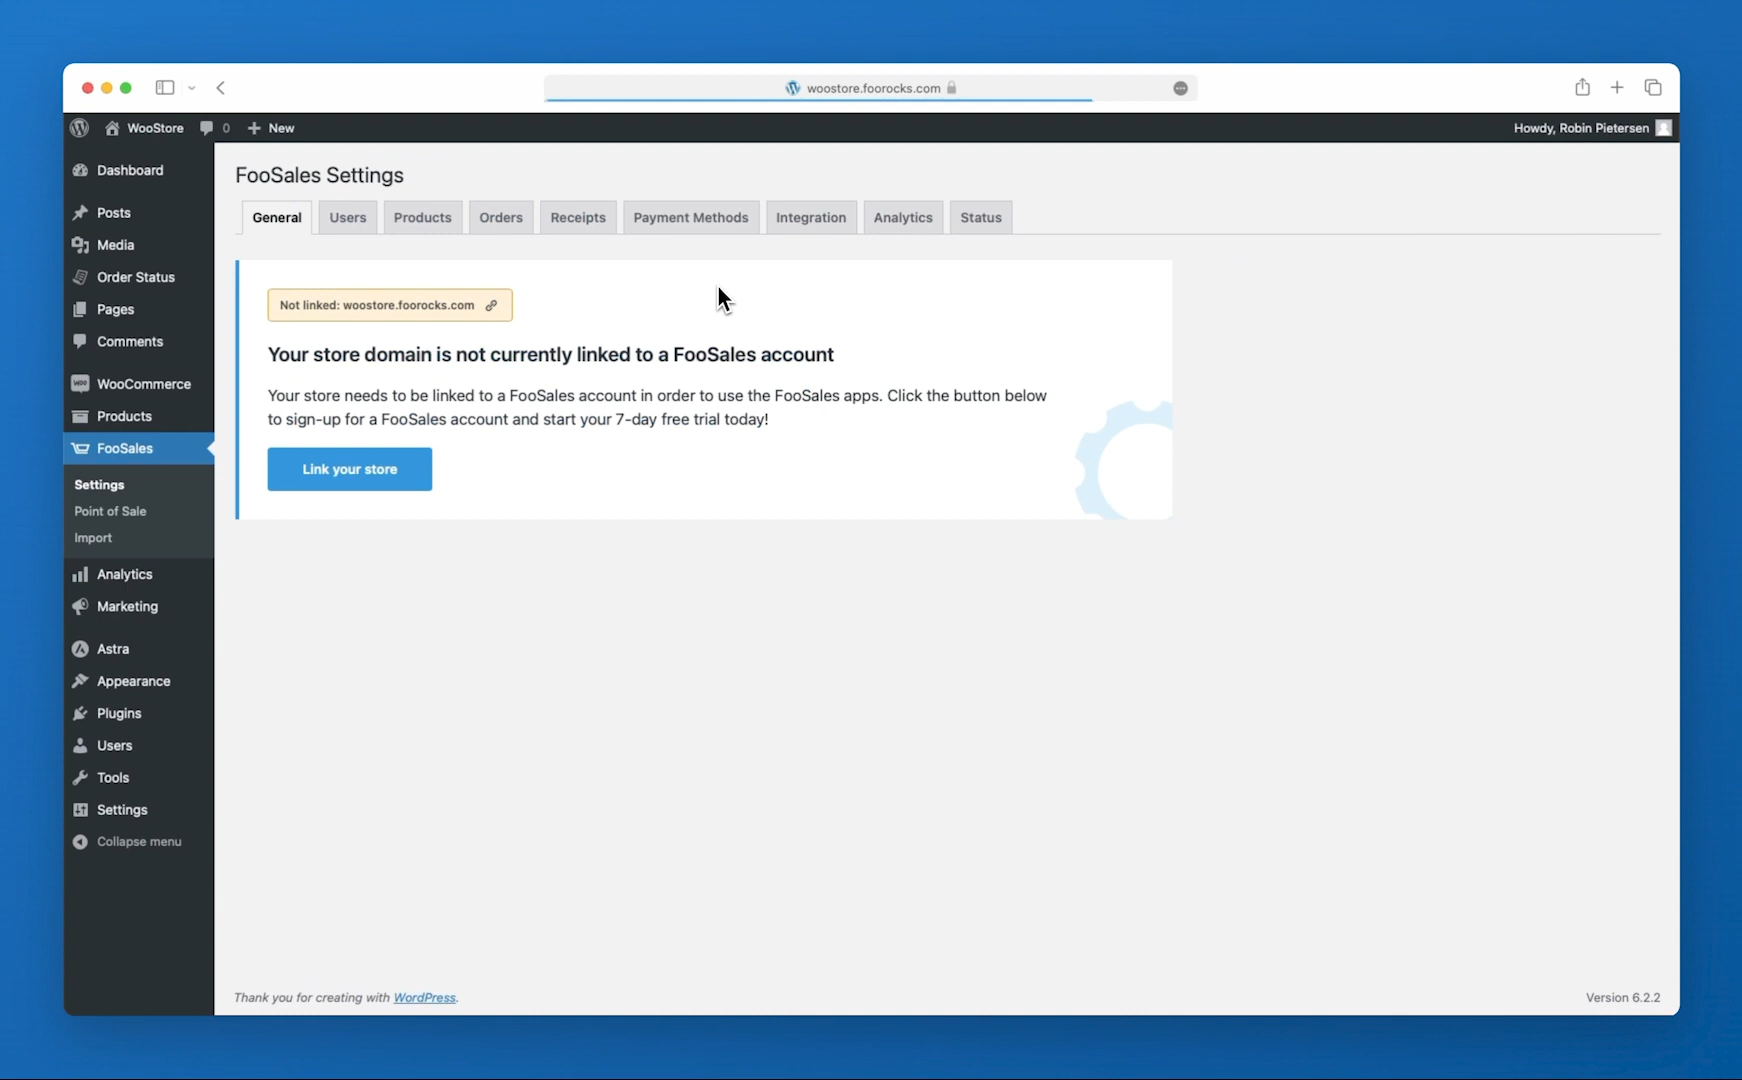 woostore.foorocks.com
WooStore
0
New
Howdy, Robin Pietersen
Dashboard
Posts
Media
Order Status
Pages
Comments
WooCommerce
Products
FooSales
Settings
Point of Sale
Import
Analytics
Marketing
Astra
Appearance
Plugins
Users
Tools
Settings
Collapse menu
FooSales Settings
General Users Products Orders Receipts Payment Methods Integration Analytics Status
Not linked: woostore.foorocks.com
Your store domain is not currently linked to a FooSales account
Your store needs to be linked to a FooSales account in order to use the FooSales apps. Click the button below
to sign-up for a FooSales account and start your 7-day free trial today!
Link your store
Thank you for creating with WordPress.
Version 6.2.2